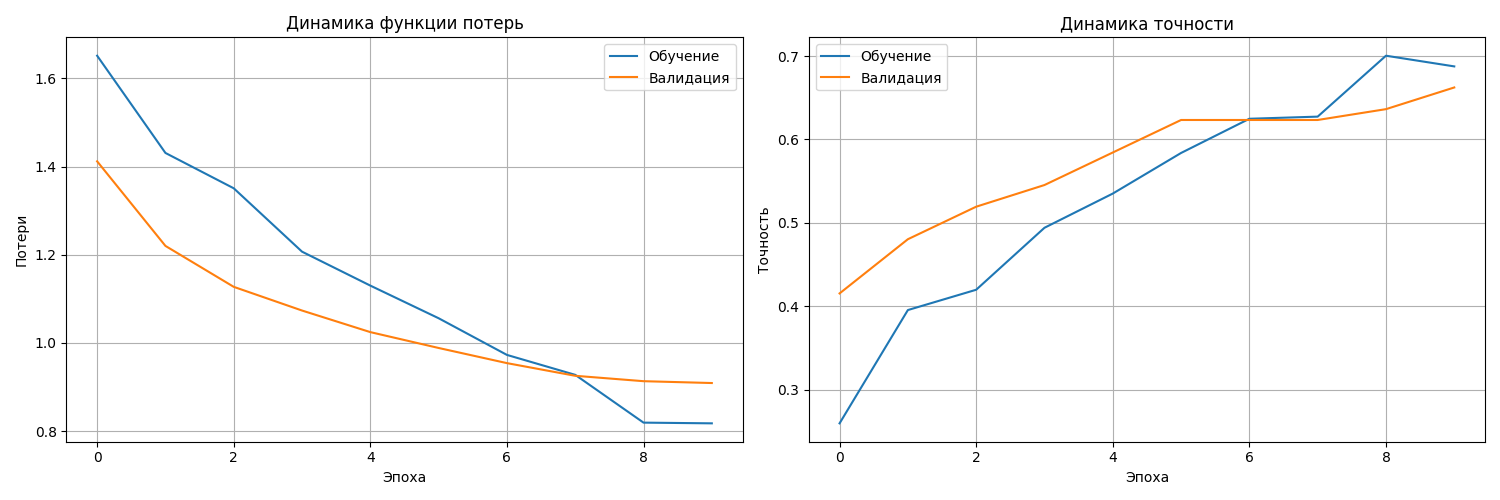 Динамика функции потерь
Обучение
Валидация
Потери
1.6
1.4
1.2
1.0
0.8
0
2
4
6
8
Эпоха
Динамика точности
Обучение
Валидация
Точность
0.7
0.6
0.5
0.4
0.3
0
2
4
6
8
Эпоха